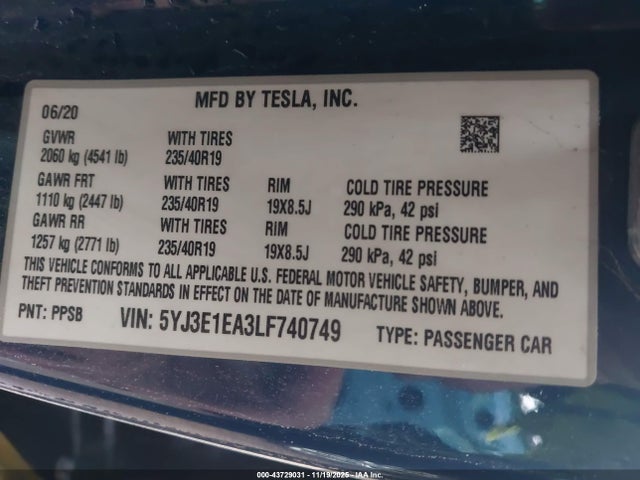 MFD BY TESLA, INC.
06/20
GVWR WITH TIRES
2060 kg (4541 lb) 235/40R19
GAWR FRT WITH TIRES RIM COLD TIRE PRESSURE
1110 kg (2447 lb) 235/40R19 19X8.5J 290 kPa, 42 psi
GAWR RR WITH TIRES RIM COLD TIRE PRESSURE
1257 kg (2771 lb) 235/40R19 19X8.5J 290 kPa, 42 psi
THIS VEHICLE CONFORMS TO ALL APPLICABLE U.S. FEDERAL MOTOR VEHICLE SAFETY, BUMPER, AND
THEFT PREVENTION STANDARDS IN EFFECT ON THE DATE OF MANUFACTURE SHOWN ABOVE.
PNT: PPSB VIN: 5YJ3E1EA3LF740749 TYPE: PASSENGER CAR
000-43729031 - 11/19/2025 - IAA Inc.